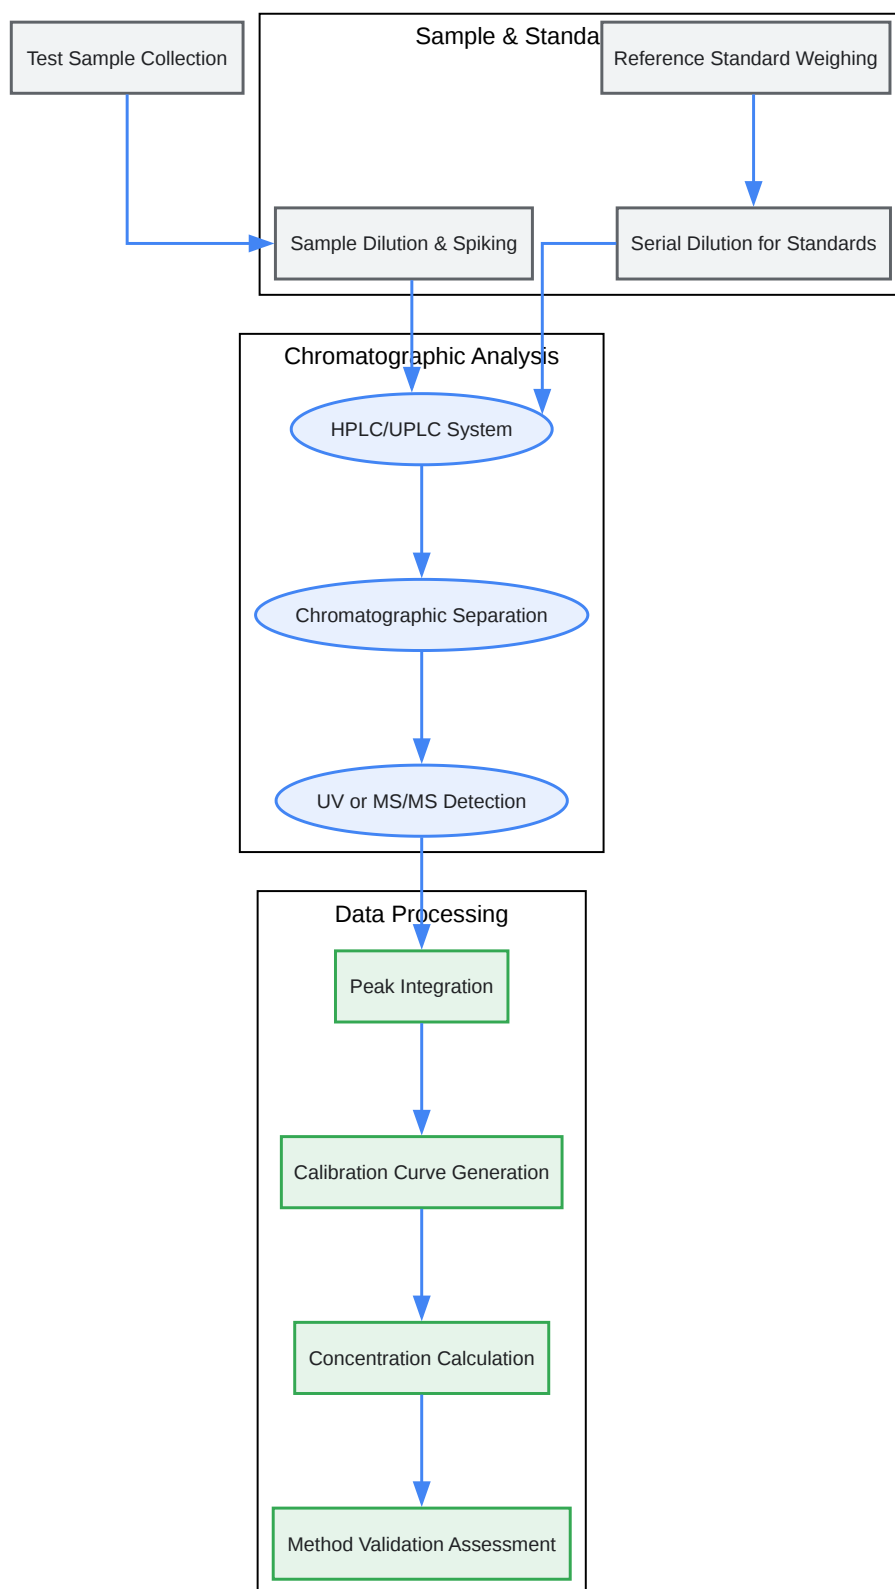 Test Sample Collection
Sample & Standa
Reference Standard Weighing
Sample Dilution & Spiking
Serial Dilution for Standards
Chromatographic Analysis
HPLC/UPLC System
Chromatographic Separation
UV or MS/MS Detection
Data Processing
Peak Integration
Calibration Curve Generation
Concentration Calculation
Method Validation Assessment